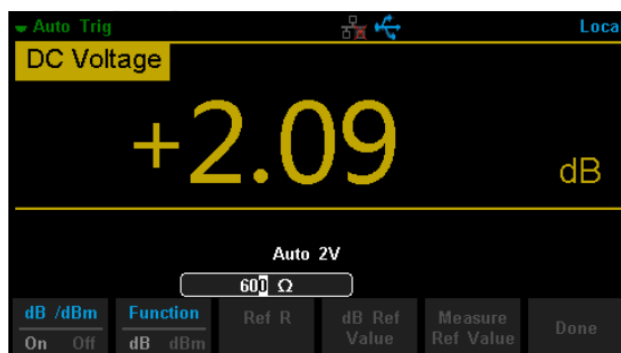 Auto Trig
DC Voltage
+2.09
dB
Auto 2V
600 Ω
dB /dBm
On Off
Function
dB dBm
Ref R
dB Ref
Value
Measure
Ref Value
Done